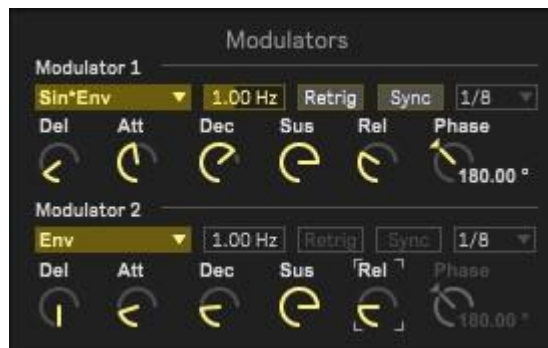 Modulators
Modulator 1
Sin*Env 1.00 Hz Retrig Sync 1/8
Del Att Dec Sus Rel Phase
180.00 °
Modulator 2
Env 1.00 Hz Retrig Sync 1/8
Del Att Dec Sus Rel Phase
180.00 °